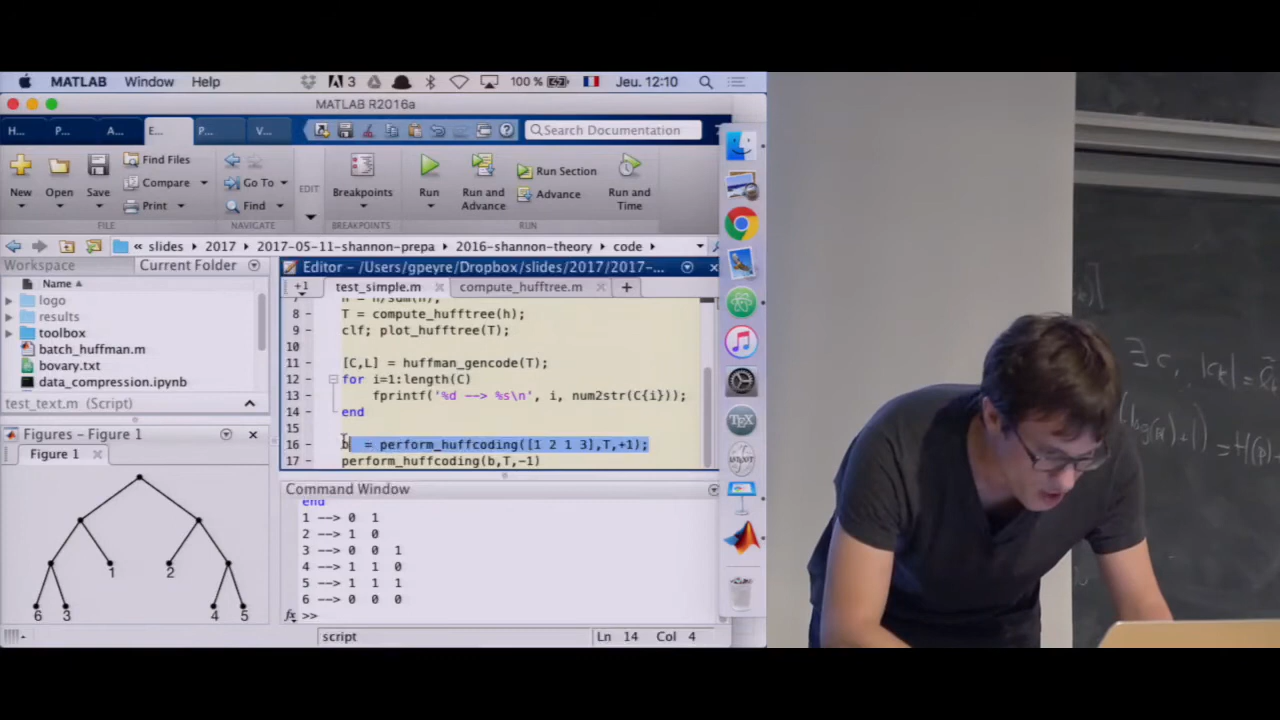 MATLAB Window Help 3 100 % Jeu. 12:10
MATLAB R2016a
H... P... A... E... P... V... Search Documentation
New Open Save Find Files Compare Print Go To Find EDIT Breakpoints Run Run and Advance Run Section Advance Run and Time
FILE NAVIGATE BREAKPOINTS RUN
« slides 2017 2017-05-11-shannon-prepa 2016-shannon-theory code
Workspace Current Folder
Name
logo
results
toolbox
batch_huffman.m
bovary.txt
data_compression.ipynb
test_text.m (Script)
Figures - Figure 1
Figure 1
1 2
6 3 4 5
Editor - /Users/gpeyre/Dropbox/slides/2017/2017-...
+1 test_simple.m compute_hufftree.m
8 - T = compute_hufftree(h);
9 - clf; plot_hufftree(T);
10
11 - [C,L] = huffman_gencode(T);
12 - for i=1:length(C)
13 - fprintf('%d --> %s\n', i, num2str(C{i}));
14 - end
15
16 - b = perform_huffcoding([1 2 1 3],T,+1);
17 - perform_huffcoding(b,T,-1)
Command Window
end
1 --> 0 1
2 --> 1 0
3 --> 0 0 1
4 --> 1 1 0
5 --> 1 1 1
6 --> 0 0 0
fx >>
script Ln 14 Col 4
TEX
∃ c,
= H(p)